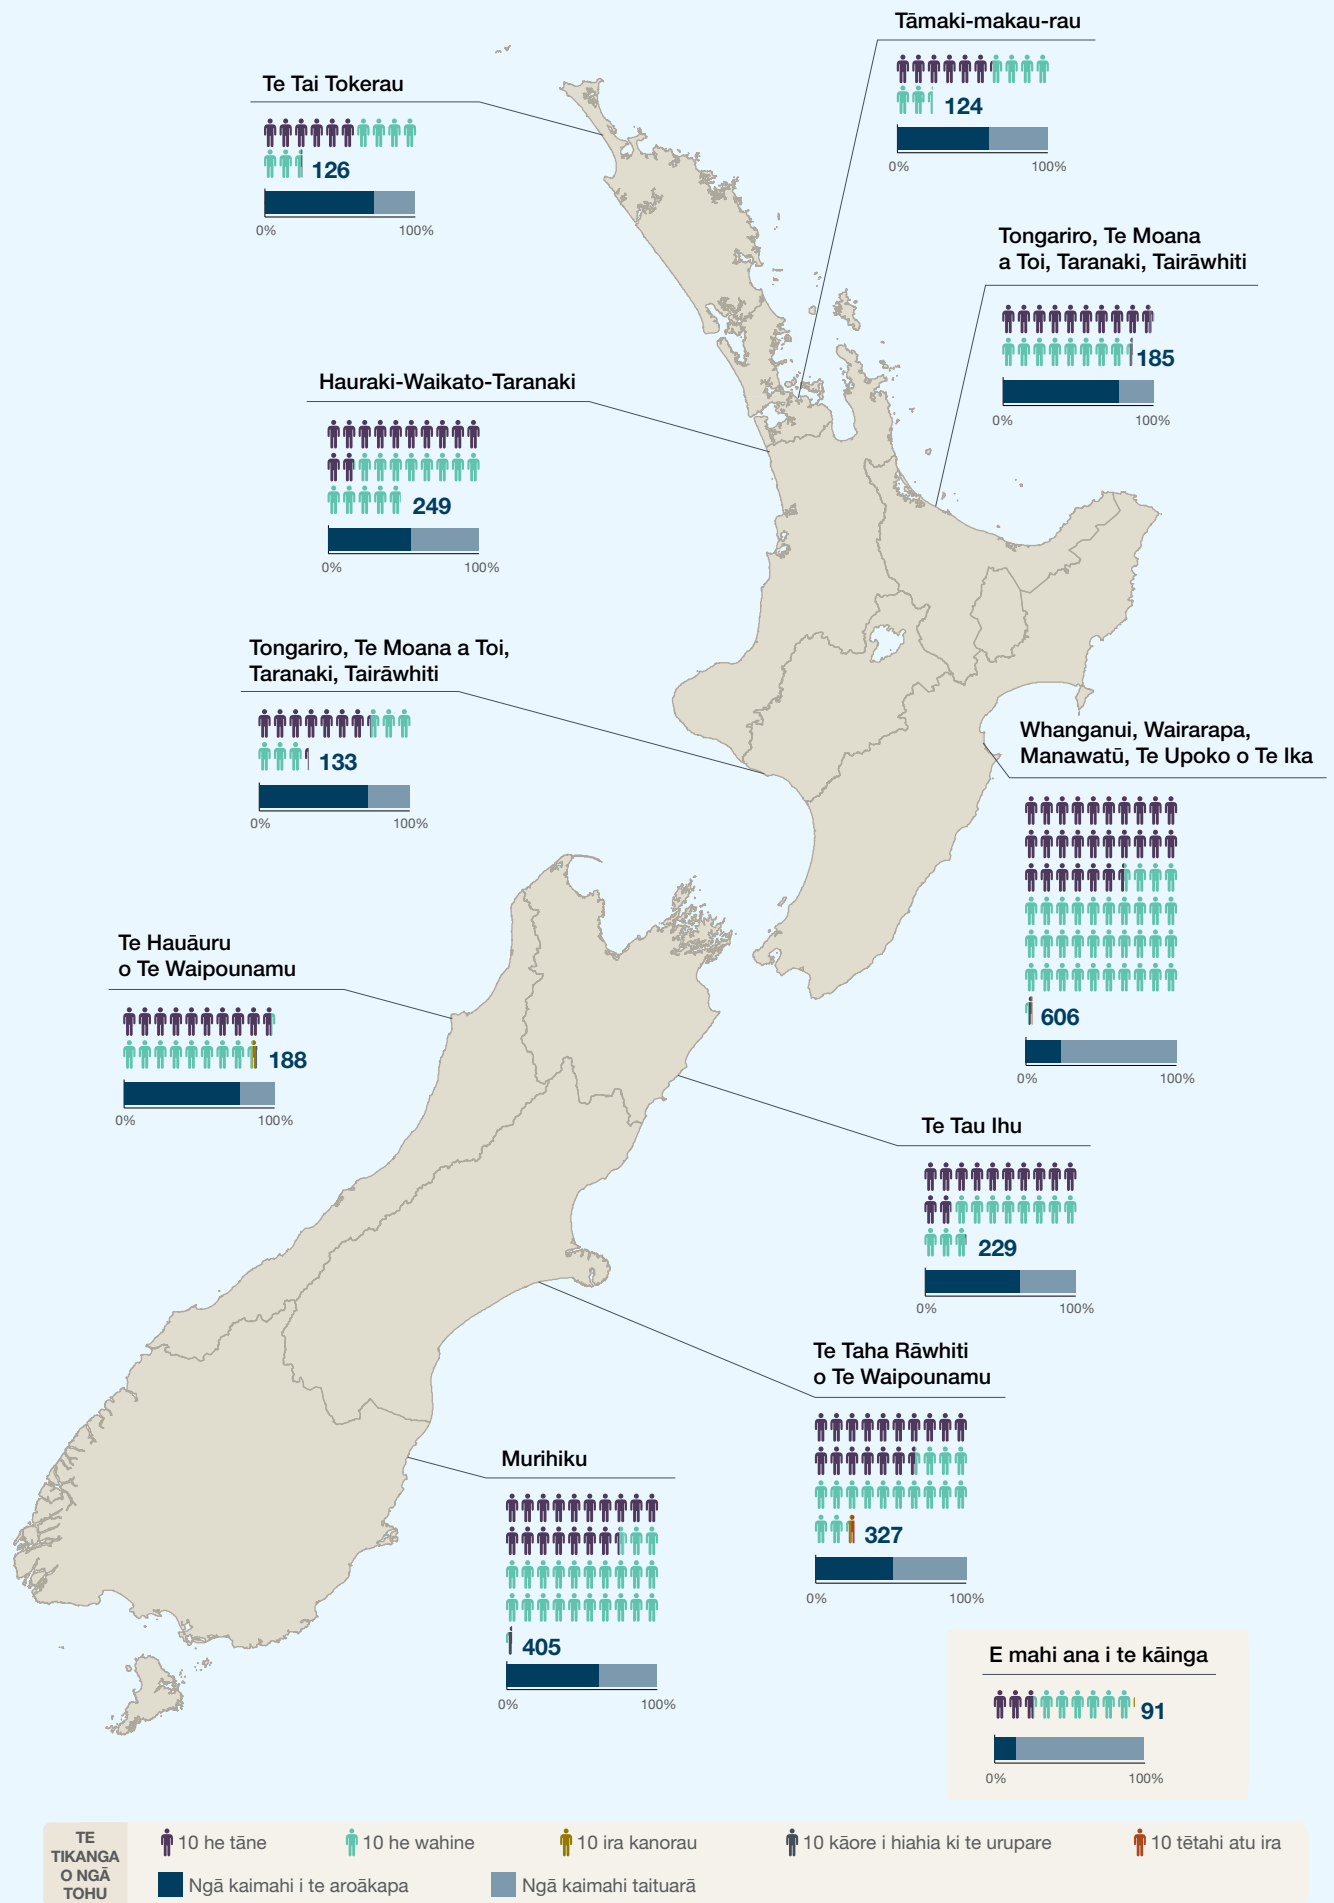 Tāmaki-makau-rau
124
0% 100%
Te Tai Tokerau
126
0% 100%
Tongariro, Te Moana
a Toi, Taranaki, Tairāwhiti
185
0% 100%
Hauraki-Waikato-Taranaki
249
0% 100%
Tongariro, Te Moana a Toi,
Taranaki, Tairāwhiti
133
0% 100%
Whanganui, Wairarapa,
Manawatū, Te Upoko o Te Ika
606
0% 100%
Te Hauāuru
o Te Waipounamu
188
0% 100%
Te Tau Ihu
229
0% 100%
Te Taha Rāwhiti
o Te Waipounamu
327
0% 100%
Murihiku
405
0% 100%
E mahi ana i te kāinga
91
0% 100%
TE
TIKANGA
O NGĀ
TOHU
10 he tāne
10 he wahine
10 ira kanorau
10 kāore i hiahia ki te urupare
10 tētahi atu ira
Ngā kaimahi i te aroākapa
Ngā kaimahi taituarā